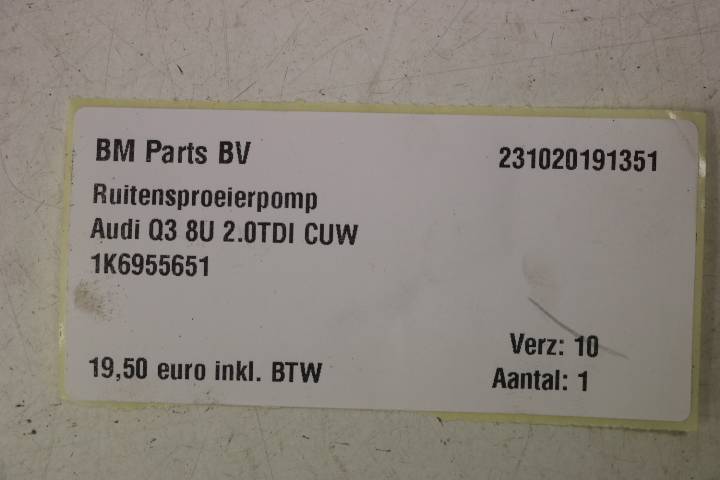 BM Parts BV
231020191351
Ruitensproeierpomp
Audi Q3 8U 2.0TDI CUW
1K6955651
Verz: 10
19,50 euro inkl. BTW
Aantal: 1